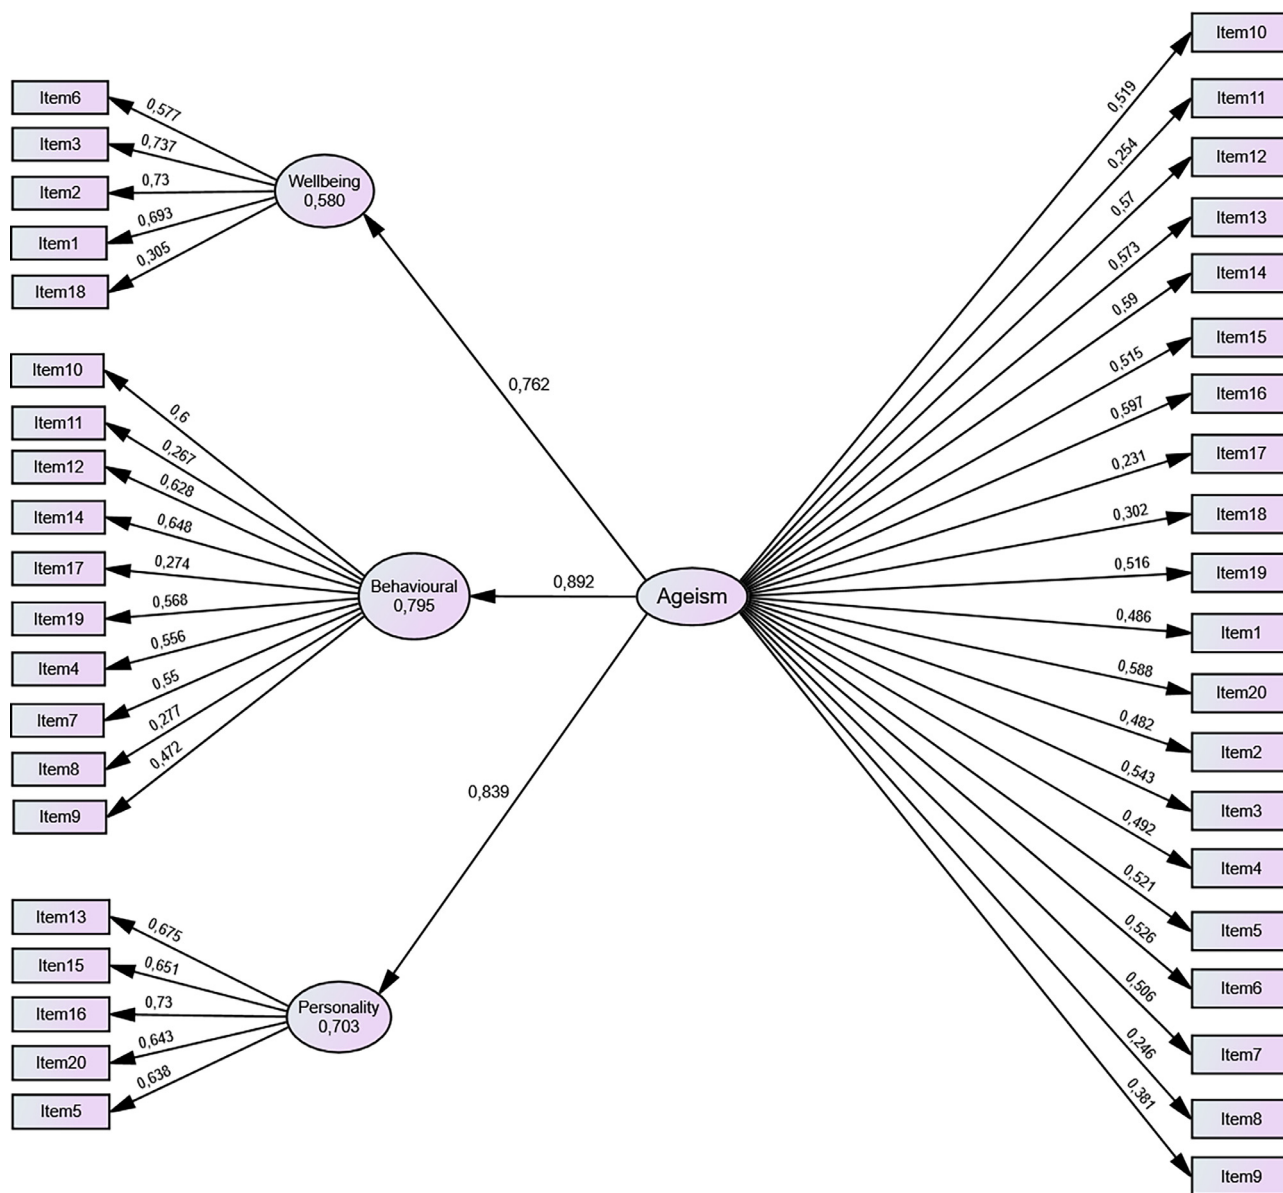 Item6
0,577
Item3
0,737
Item2
0,73
Item1
0,693
Item18
0,305
Wellbeing
0,580
Item10
0,6
Item11
0,267
Item12
0,628
Item14
0,648
Item17
0,274
Item19
0,568
Item4
0,556
Item7
0,55
Item8
0,277
Item9
0,472
Behavioural
0,795
Item13
0,675
Iten15
0,651
Item16
0,73
Item20
0,643
Item5
0,638
Personality
0,703
0,762
0,892
0,839
Ageism
0,519
Item10
0,254
Item11
0,57
Item12
0,573
Item13
0,59
Item14
0,515
Item15
0,597
Item16
0,231
Item17
0,302
Item18
0,516
Item19
0,486
Item1
0,588
Item20
0,482
Item2
0,543
Item3
0,492
Item4
0,521
Item5
0,526
Item6
0,506
Item7
0,246
Item8
0,381
Item9